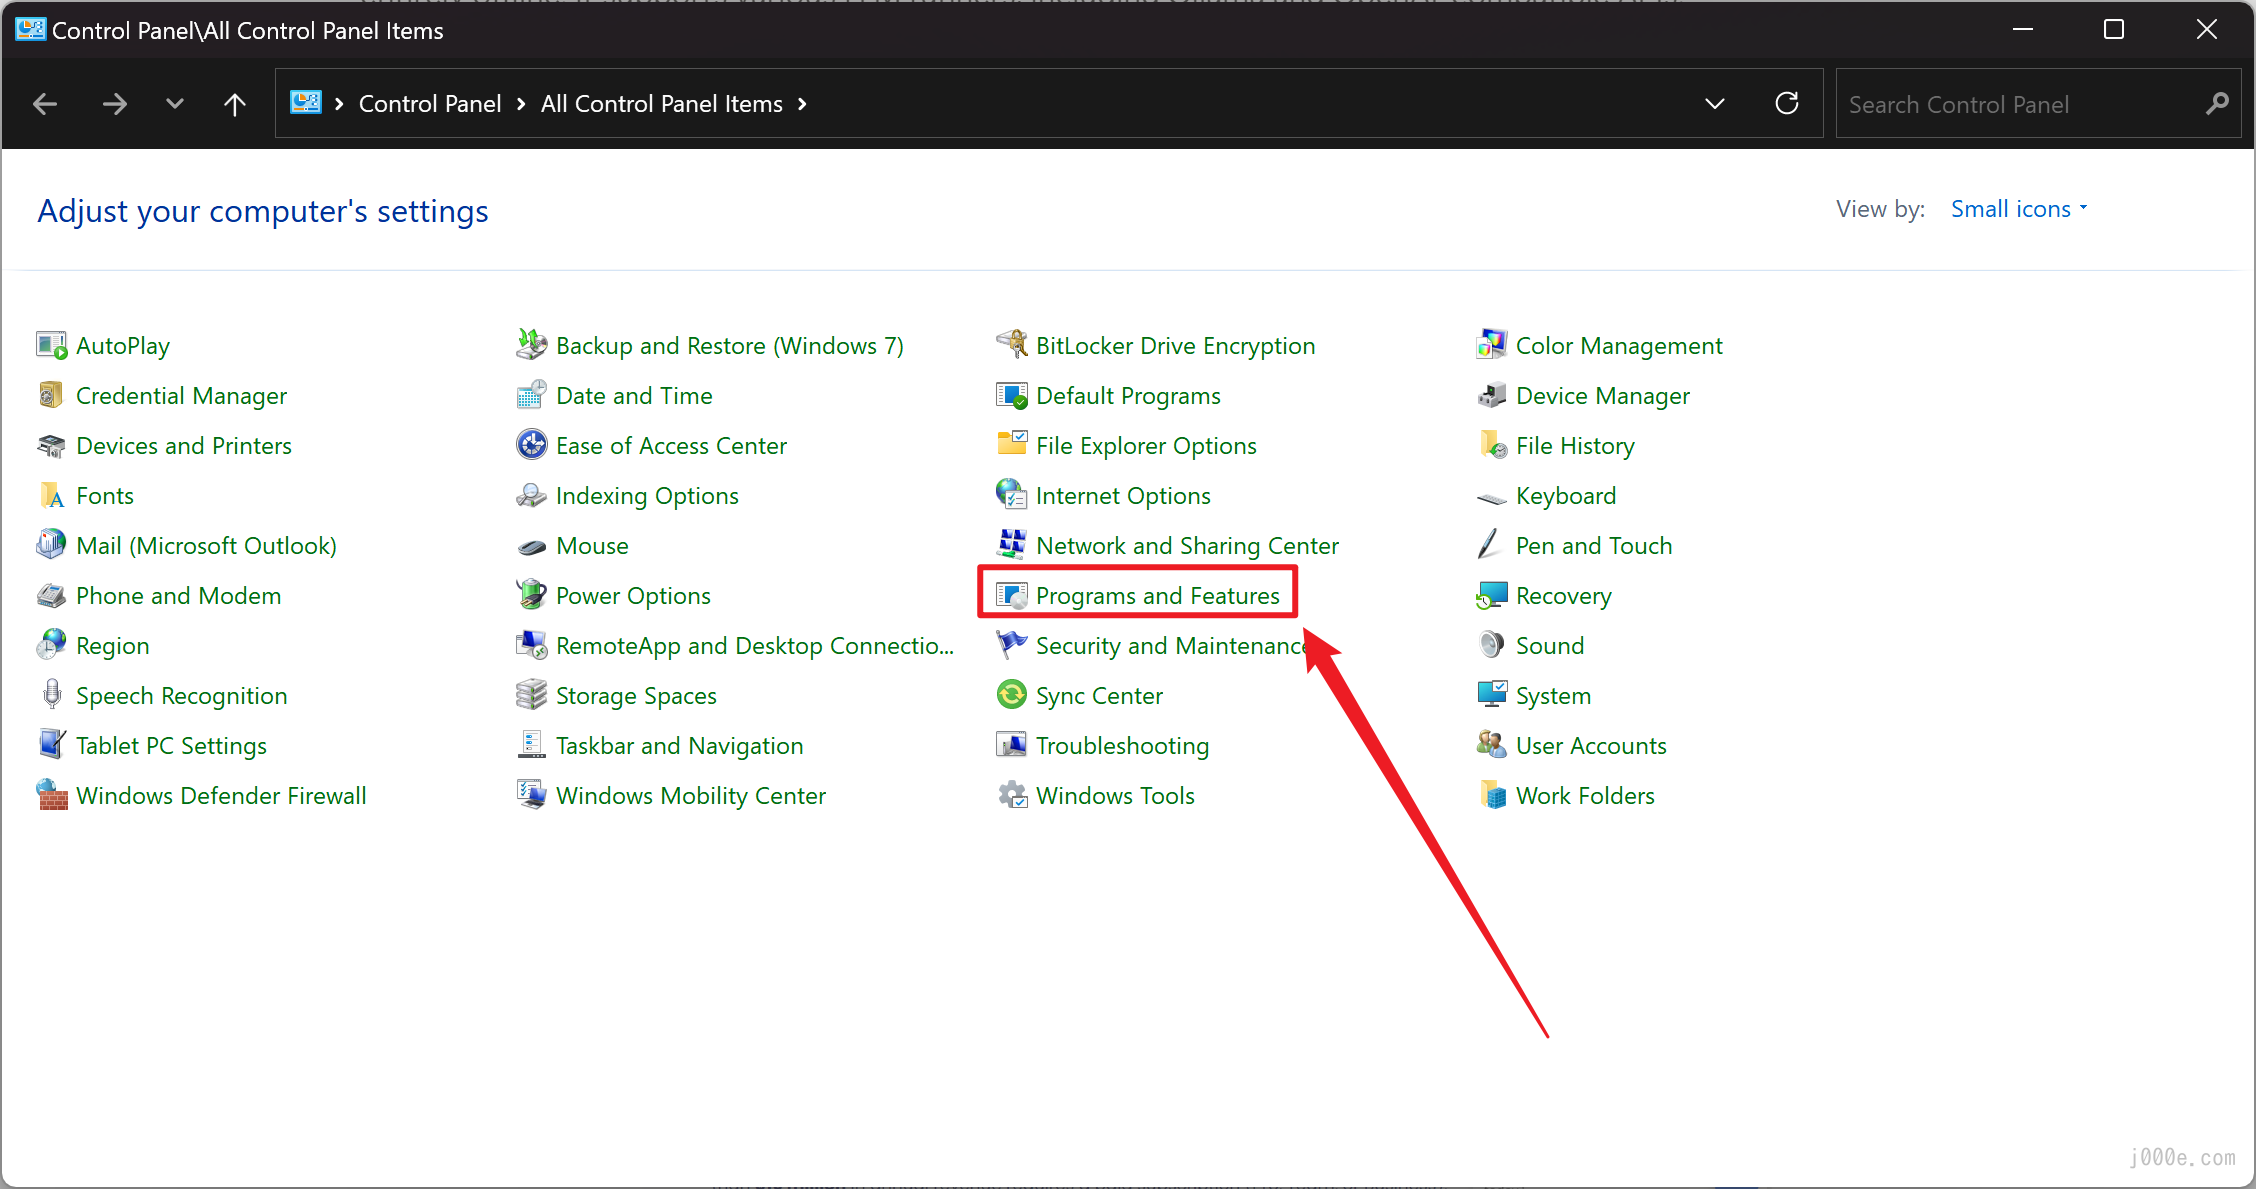 Control Panel\All Control Panel Items
Control Panel
All Control Panel Items
Search Control Panel
Adjust your computer's settings
View by: Small icons
AutoPlay
Backup and Restore (Windows 7)
BitLocker Drive Encryption
Color Management
Credential Manager
Date and Time
Default Programs
Device Manager
Devices and Printers
Ease of Access Center
File Explorer Options
File History
Fonts
Indexing Options
Internet Options
Keyboard
Mail (Microsoft Outlook)
Mouse
Network and Sharing Center
Pen and Touch
Phone and Modem
Power Options
Programs and Features
Recovery
Region
RemoteApp and Desktop Connectio...
Security and Maintenance
Sound
Speech Recognition
Storage Spaces
Sync Center
System
Tablet PC Settings
Taskbar and Navigation
Troubleshooting
User Accounts
Windows Defender Firewall
Windows Mobility Center
Windows Tools
Work Folders
j000e.com